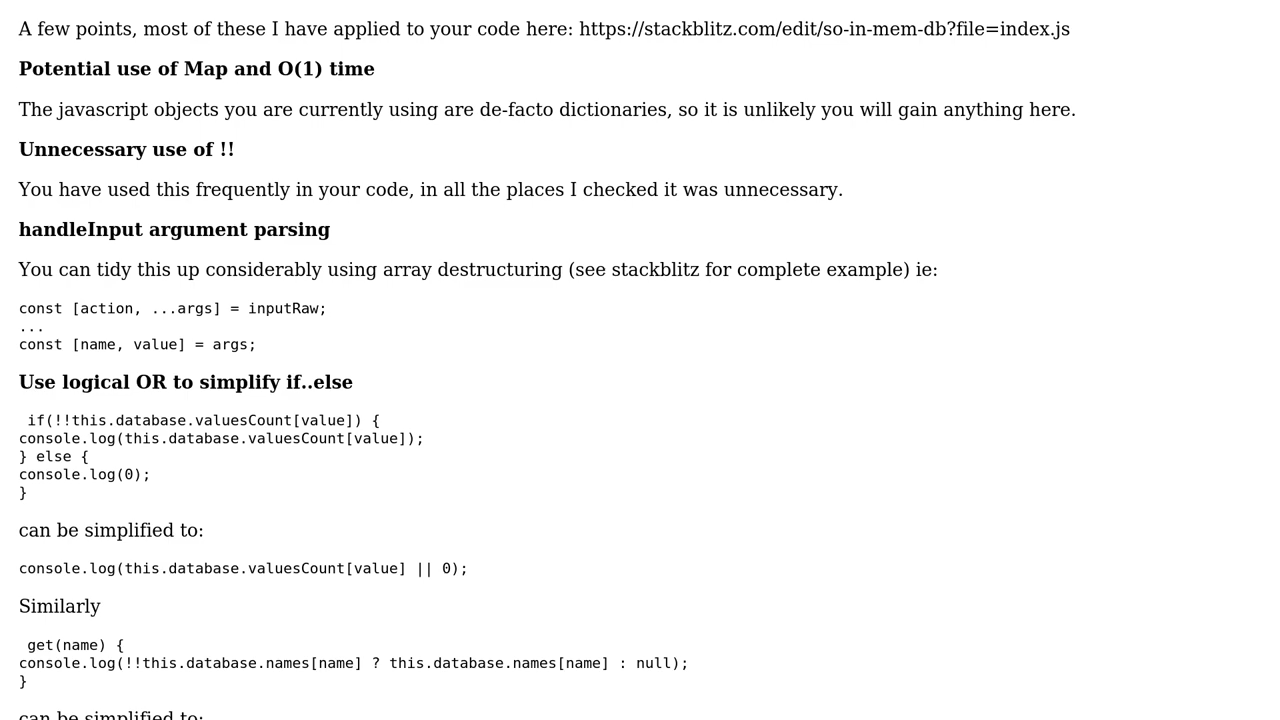 A few points, most of these I have applied to your code here: https://stackblitz.com/edit/so-in-mem-db?file=index.js
Potential use of Map and O(1) time
The javascript objects you are currently using are de-facto dictionaries, so it is unlikely you will gain anything here.
Unnecessary use of !!
You have used this frequently in your code, in all the places I checked it was unnecessary.
handleInput argument parsing
You can tidy this up considerably using array destructuring (see stackblitz for complete example) ie:
const [action, ...args] = inputRaw;
...
const [name, value] = args;
Use logical OR to simplify if..else
if(!!this.database.valuesCount[value]) {
console.log(this.database.valuesCount[value]);
} else {
console.log(0);
}
can be simplified to:
console.log(this.database.valuesCount[value] || 0);
Similarly
get(name) {
console.log(!!this.database.names[name] ? this.database.names[name] : null);
}
can be simplified to: